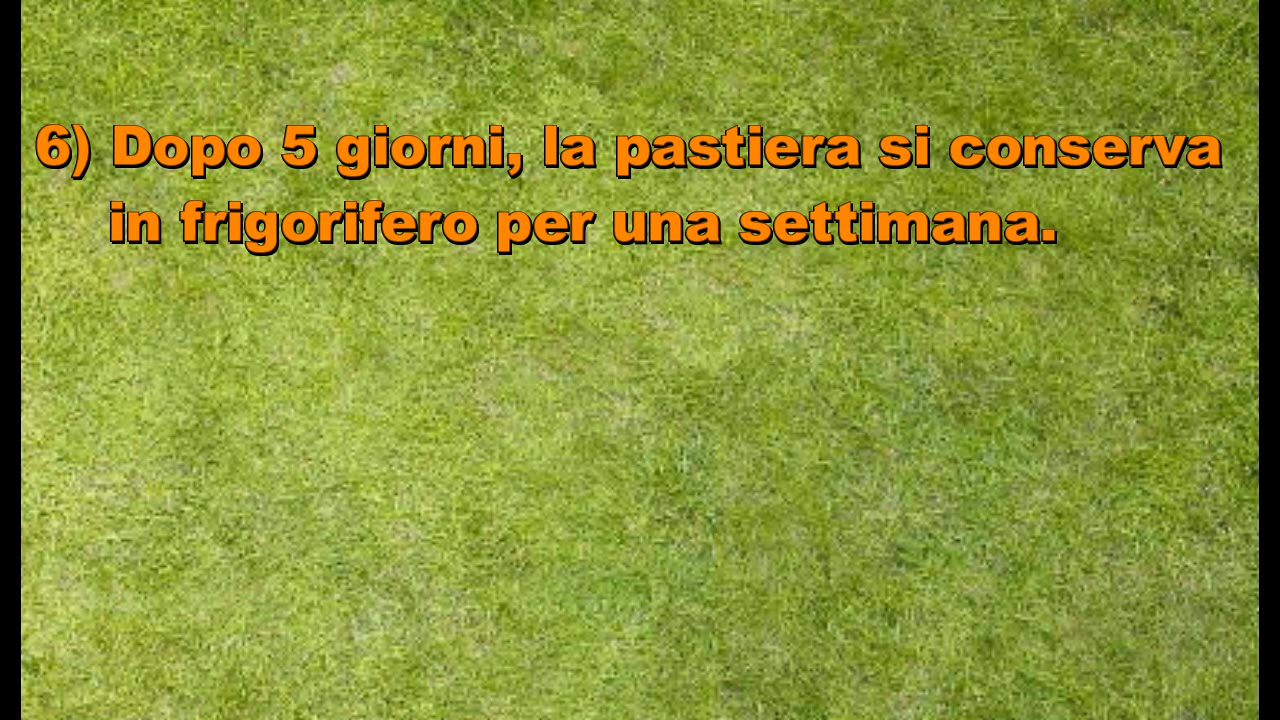 6) Dopo 5 giorni, la pastiera si conserva
in frigorifero per una settimana.